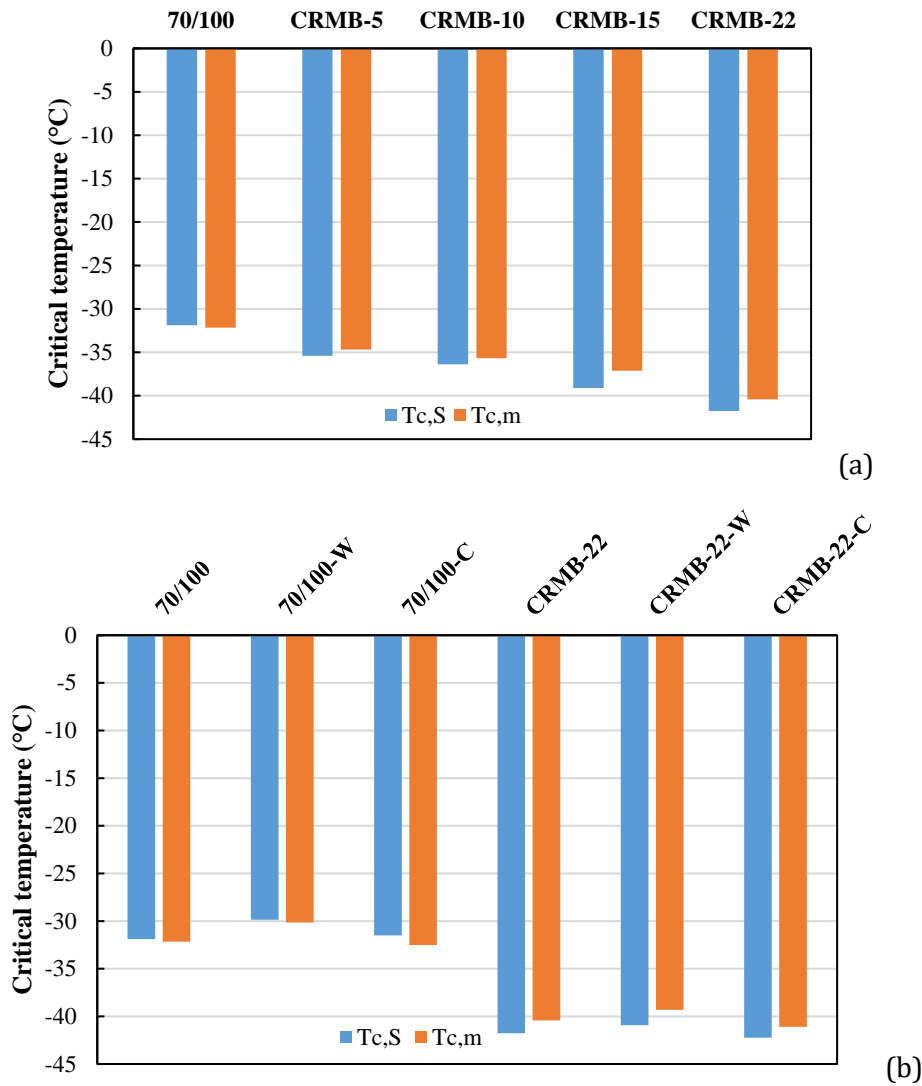 70/100 CRMB-5 CRMB-10 CRMB-15 CRMB-22
Critical temperature (°C)
0
-5
-10
-15
-20
-25
-30
-35
-40
-45
Tc,S Tc,m
(a)
70/100 70/100-W 70/100-C CRMB-22 CRMB-22-W CRMB-22-C
Critical temperature (°C)
0
-5
-10
-15
-20
-25
-30
-35
-40
-45
Tc,S Tc,m
(b)